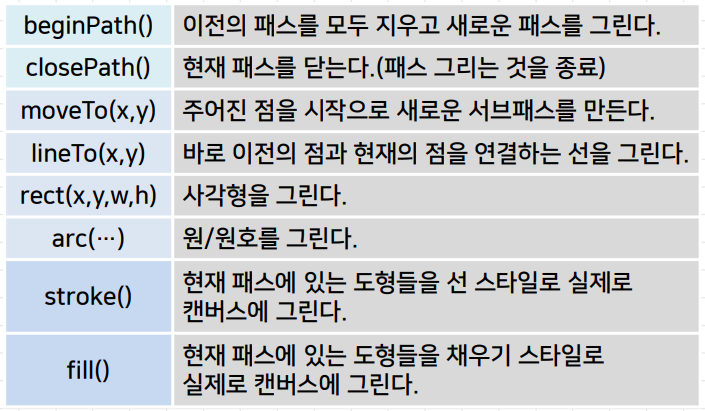 beginPath() 이전의 패스를 모두 지우고 새로운 패스를 그린다.
closePath() 현재 패스를 닫는다.(패스 그리는 것을 종료)
moveTo(x,y) 주어진 점을 시작으로 새로운 서브패스를 만든다.
lineTo(x,y) 바로 이전의 점과 현재의 점을 연결하는 선을 그린다.
rect(x,y,w,h) 사각형을 그린다.
arc(…) 원/원호를 그린다.
stroke() 현재 패스에 있는 도형들을 선 스타일로 실제로
캔버스에 그린다.
fill() 현재 패스에 있는 도형들을 채우기 스타일로
실제로 캔버스에 그린다.